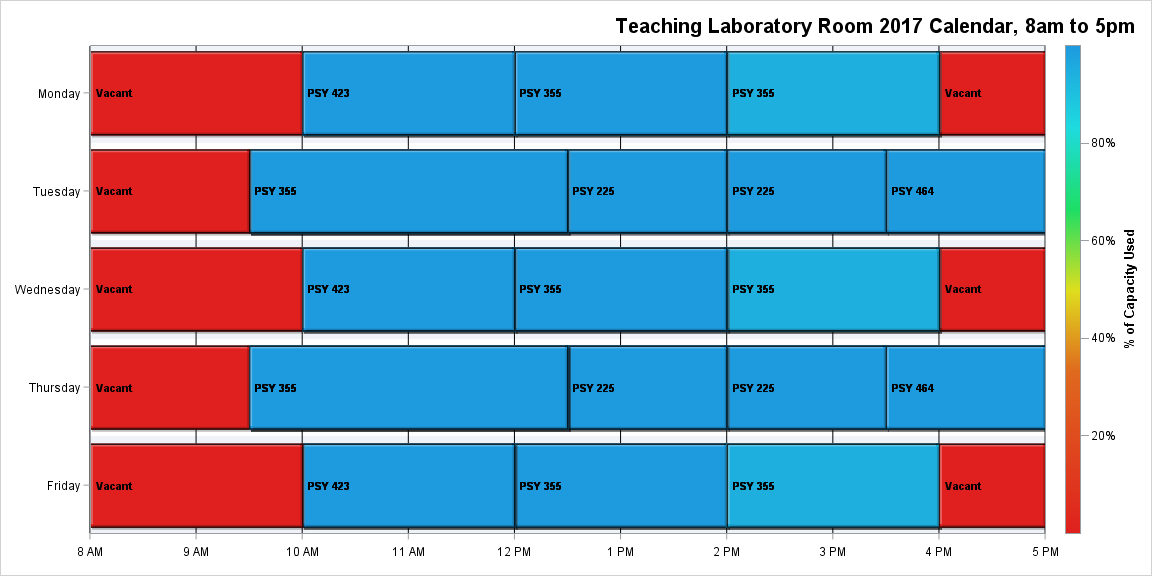 Teaching Laboratory Room 2017 Calendar, 8am to 5pm
Monday
Vacant
PSY 423
PSY 355
PSY 355
Vacant
Tuesday
Vacant
PSY 355
PSY 225
PSY 225
PSY 464
Wednesday
Vacant
PSY 423
PSY 355
PSY 355
Vacant
Thursday
Vacant
PSY 355
PSY 225
PSY 225
PSY 464
Friday
Vacant
PSY 423
PSY 355
PSY 355
Vacant
8 AM
9 AM
10 AM
11 AM
12 PM
1 PM
2 PM
3 PM
4 PM
5 PM
80%
60%
40%
20%
% of Capacity Used